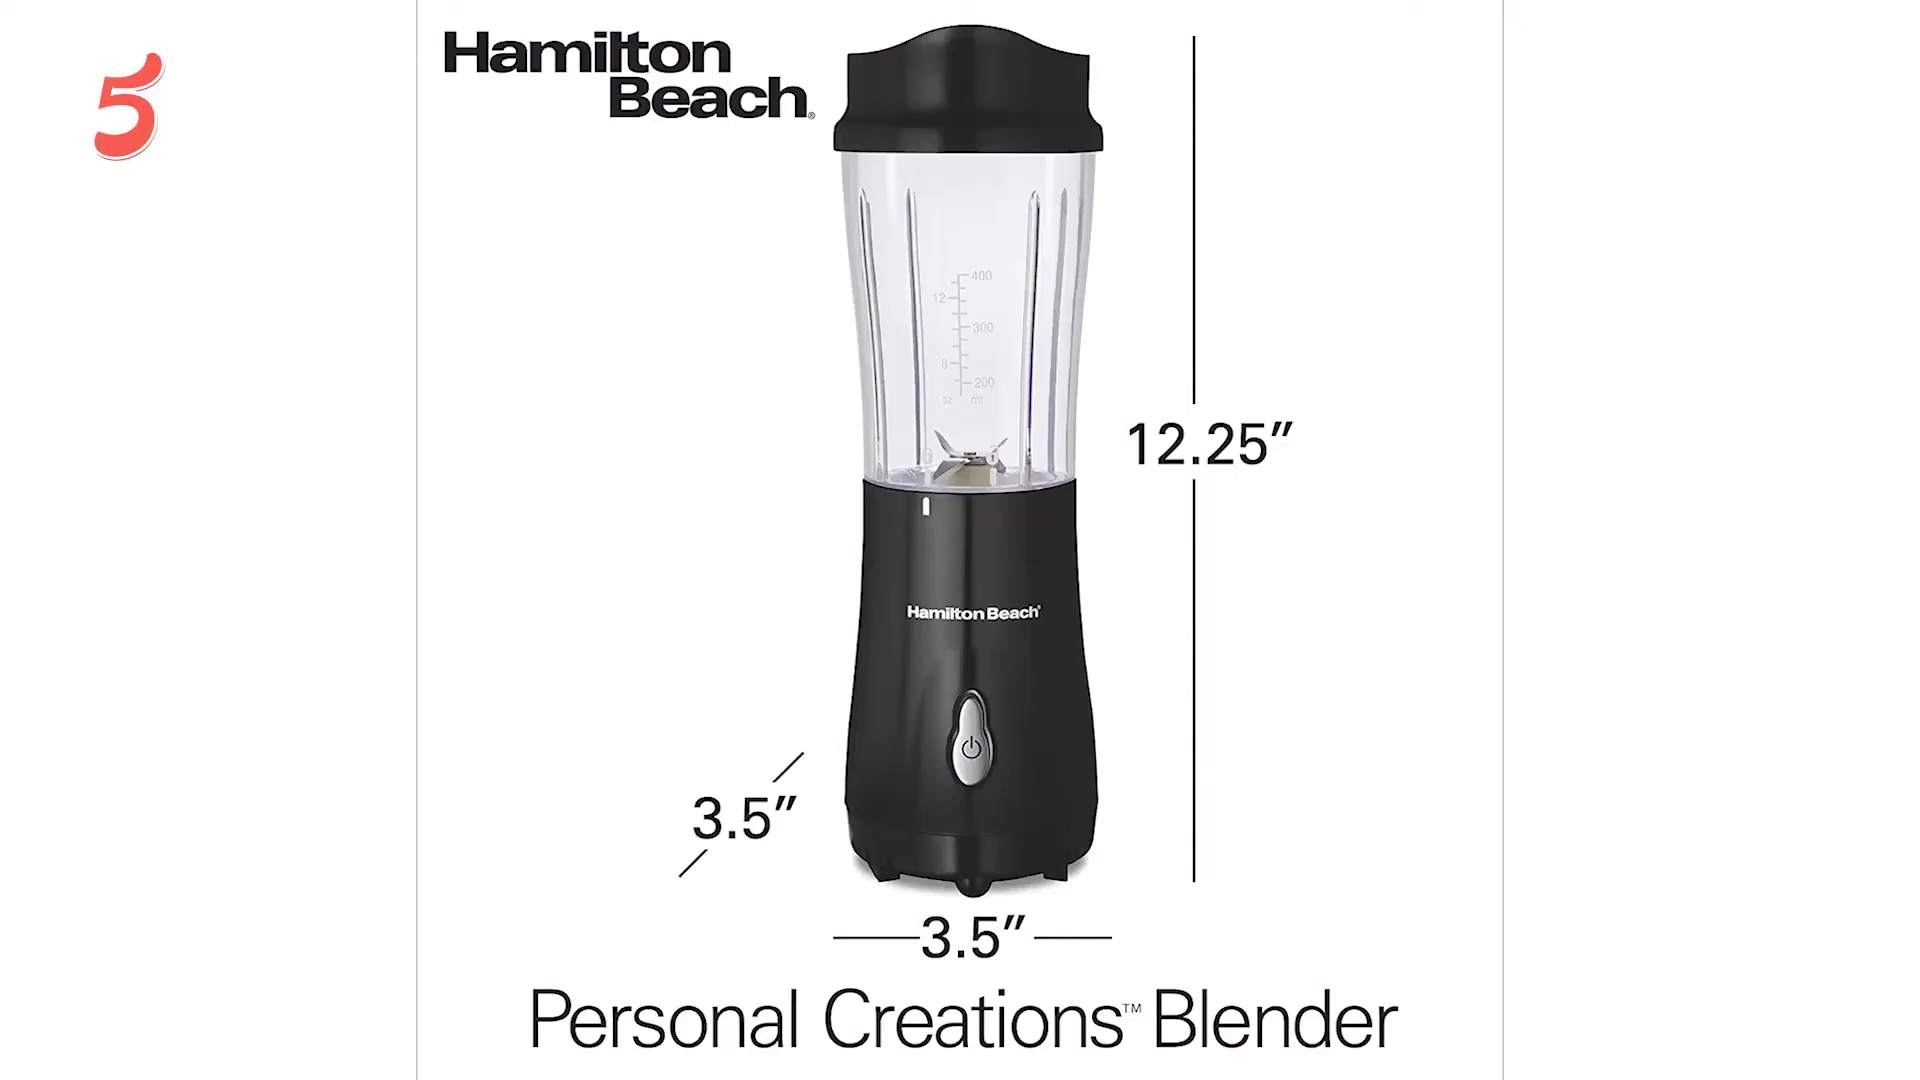 5
Hamilton
Beach®
400
12
300
8
200
oz ml
12.25”
Hamilton Beach®
3.5”
3.5”
Personal Creations™ Blender